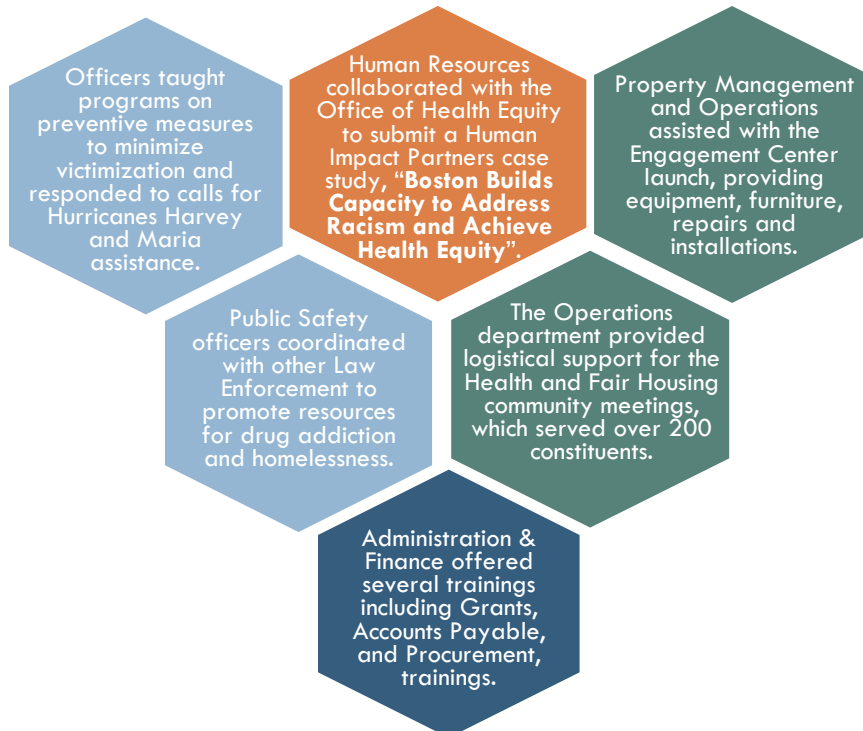 Officers taught
programs on
preventive measures
to minimize
victimization and
responded to calls for
Hurricanes Harvey
and Maria
assistance.
Human Resources
collaborated with the
Office of Health Equity
to submit a Human
Impact Partners case
study, “Boston Builds
Capacity to Address
Racism and Achieve
Health Equity”.
Property Management
and Operations
assisted with the
Engagement Center
launch, providing
equipment, furniture,
repairs and
installations.
Public Safety
officers coordinated
with other Law
Enforcement to
promote resources
for drug addiction
and homelessness.
The Operations
department provided
logistical support for the
Health and Fair Housing
community meetings,
which served over 200
constituents.
Administration &
Finance offered
several trainings
including Grants,
Accounts Payable,
and Procurement,
trainings.